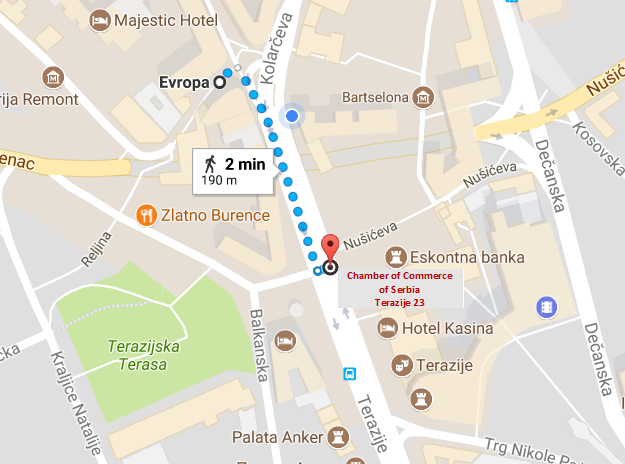 Majestic Hotel
Kolarčeva
Evropa
rija Remont
Bartselona
Nušiće
Kosovska
enac
2 min
190 m
Nušićeva
Dečanska
Zlatno Burence
Reljina
Nušićeva
Eskontna banka
Chamber of Commerce
of Serbia
Terazije 23
Balkanska
Hotel Kasina
Terazijska
Terasa
Dečanska
čka
Kraljice Natalije
Terazije
Terazije
Palata Anker
Trg Nikole Pa